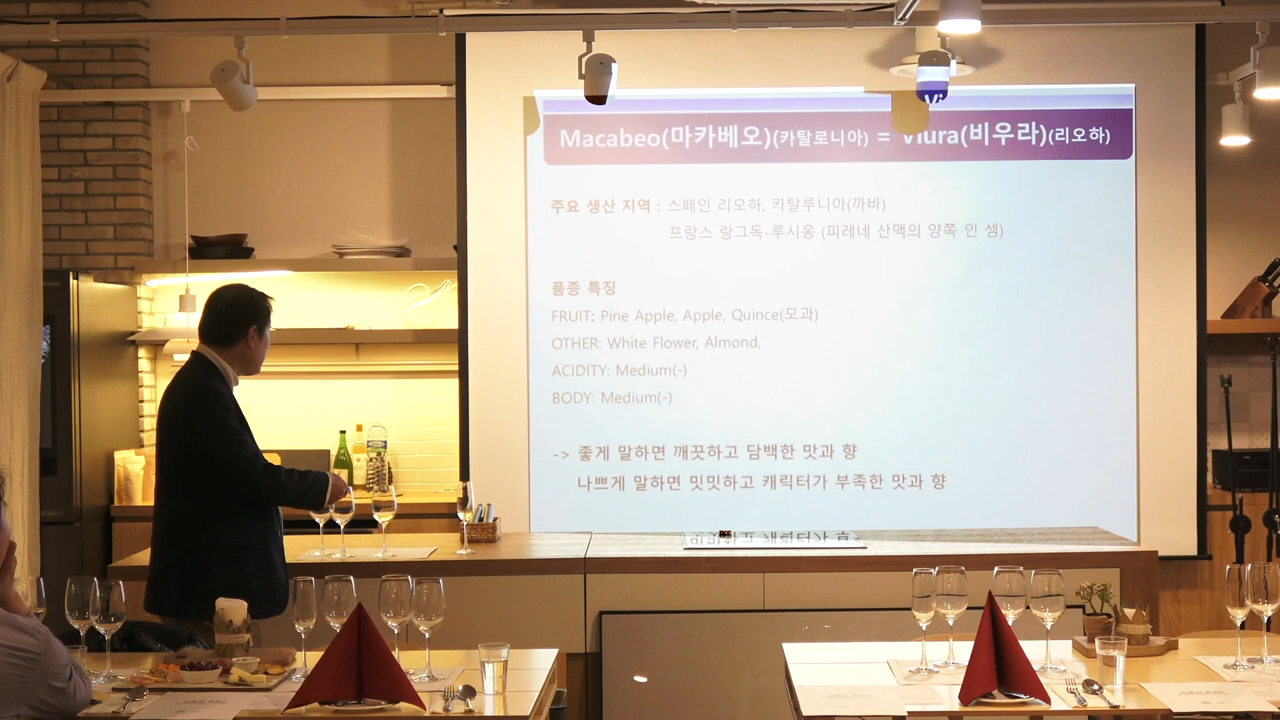 Vi
Macabeo(마카베오)(카탈로니아) = Viura(비우라)(리오하)
주요 생산 지역 : 스페인 리오하, 카탈루니아(까바)
프랑스 랑그독-루시옹 (피레네 산맥의 양쪽 인 셈)
품종 특징
FRUIT: Pine Apple, Apple, Quince(모과)
OTHER: White Flower, Almond,
ACIDITY: Medium(-)
BODY: Medium(-)
-> 좋게 말하면 깨끗하고 담백한 맛과 향
나쁘게 말하면 밋밋하고 캐릭터가 부족한 맛과 향